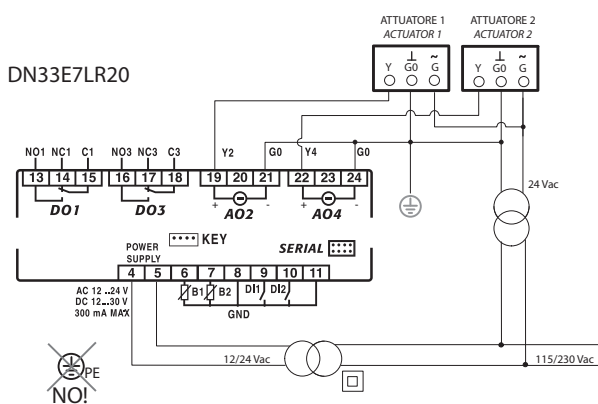 ATTUATORE 1 ATTUATORE 2
ACTUATOR 1 ACTUATOR 2
⊥ ~ ⊥ ~
Y G0 G Y G0 G
DN33E7LR20
NO1 NC1 C1 NO3 NC3 C3 Y2 G0 Y4 G0
13 14 15 16 17 18 19 20 21 22 23 24
+ - + -
DO1 DO3 AO2 AO4
24 Vac
KEY
SERIAL
POWER
SUPPLY
4 5 6 7 8 9 10 11
AC 12 ..24 V
DC 12...30 V
300 mA MAX
B1 B2 DI1 DI2
GND
12/24 Vac 115/230 Vac
PE
NO!